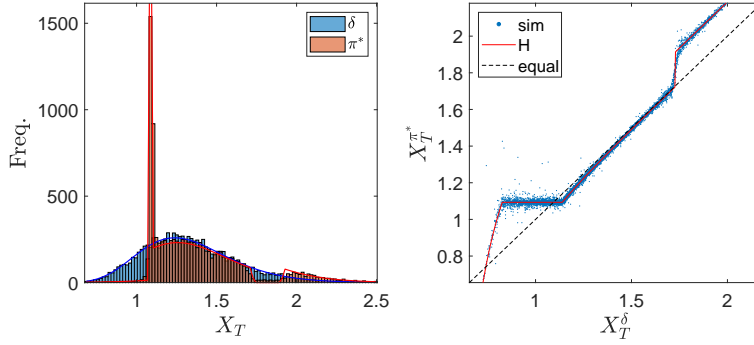 1500
1000
500
0
Freq.
1 1.5 2 2.5
X_T
δ
π*
2
1.8
1.6
1.4
1.2
1
0.8
X_T^{π*}
1 1.5 2
X_T^δ
sim
H
equal